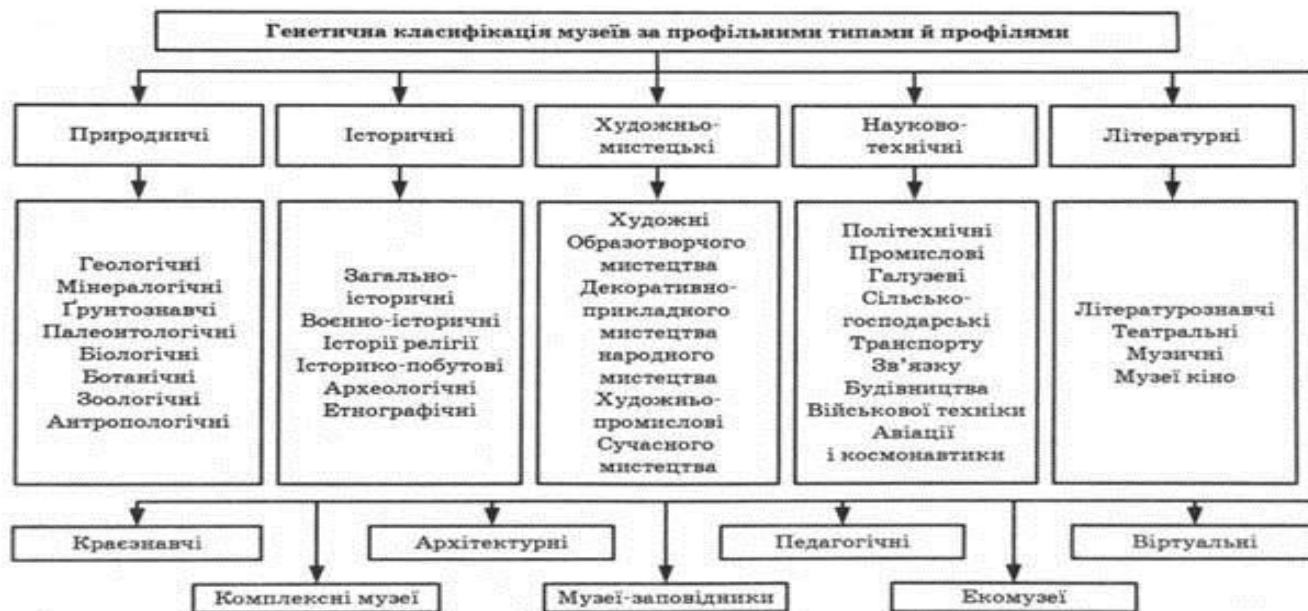 Генетична класифікація музеїв за профільними типами й профілями
Природничі
Історичні
Художньо-
мистецькі
Науково-
технічні
Літературні
Геологічні
Мінералогічні
Ґрунтознавчі
Палеонтологічні
Біологічні
Ботанічні
Зоологічні
Антропологічні
Загально-
історичні
Воєнно-історичні
Історії релігії
Історико-побутові
Археологічні
Етнографічні
Художні
Образотворчого
мистецтва
Декоративно-
прикладного
мистецтва
народного
мистецтва
Художньо-
промислові
Сучасного
мистецтва
Політехнічні
Промислові
Галузеві
Сільсько-
господарські
Транспорту
Зв’язку
Будівництва
Військової техніки
Авіації
і космонавтики
Літературознавчі
Театральні
Музичні
Музеї кіно
Краєзнавчі
Архітектурні
Педагогічні
Віртуальні
Комплексні музеї
Музеї-заповідники
Екомузеї